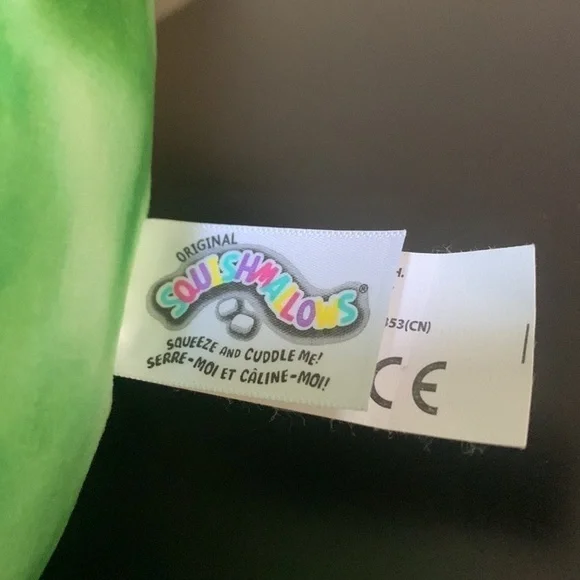 ORIGINAL
SQUISHMALLOWS®
SQUEEZE AND CUDDLE ME!
SERRE-MOI ET CÂLINE-MOI!
H.
353(CN)
CE